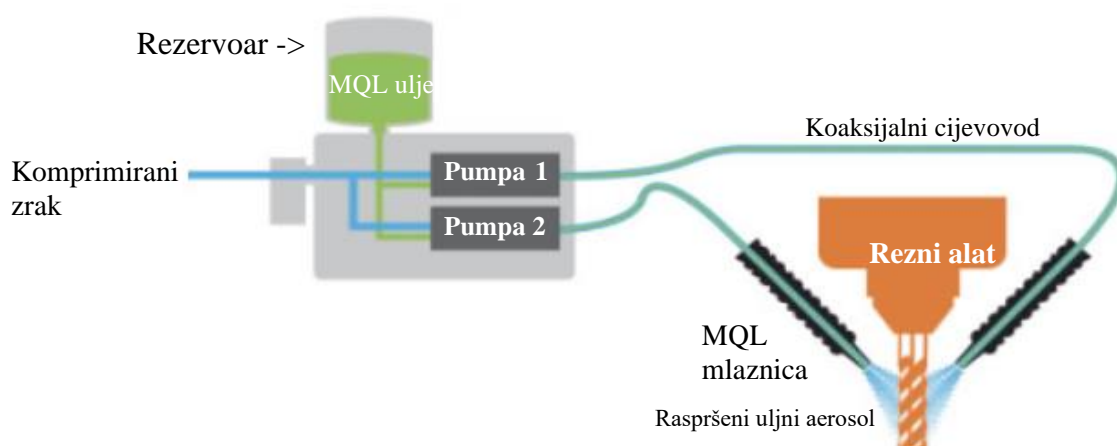 Rezervoar ->
MQL ulje
Koaksijalni cijevovod
Komprimirani
zrak
Pumpa 1
Pumpa 2
Rezni alat
MQL
mlaznica
Raspršeni uljni aerosol